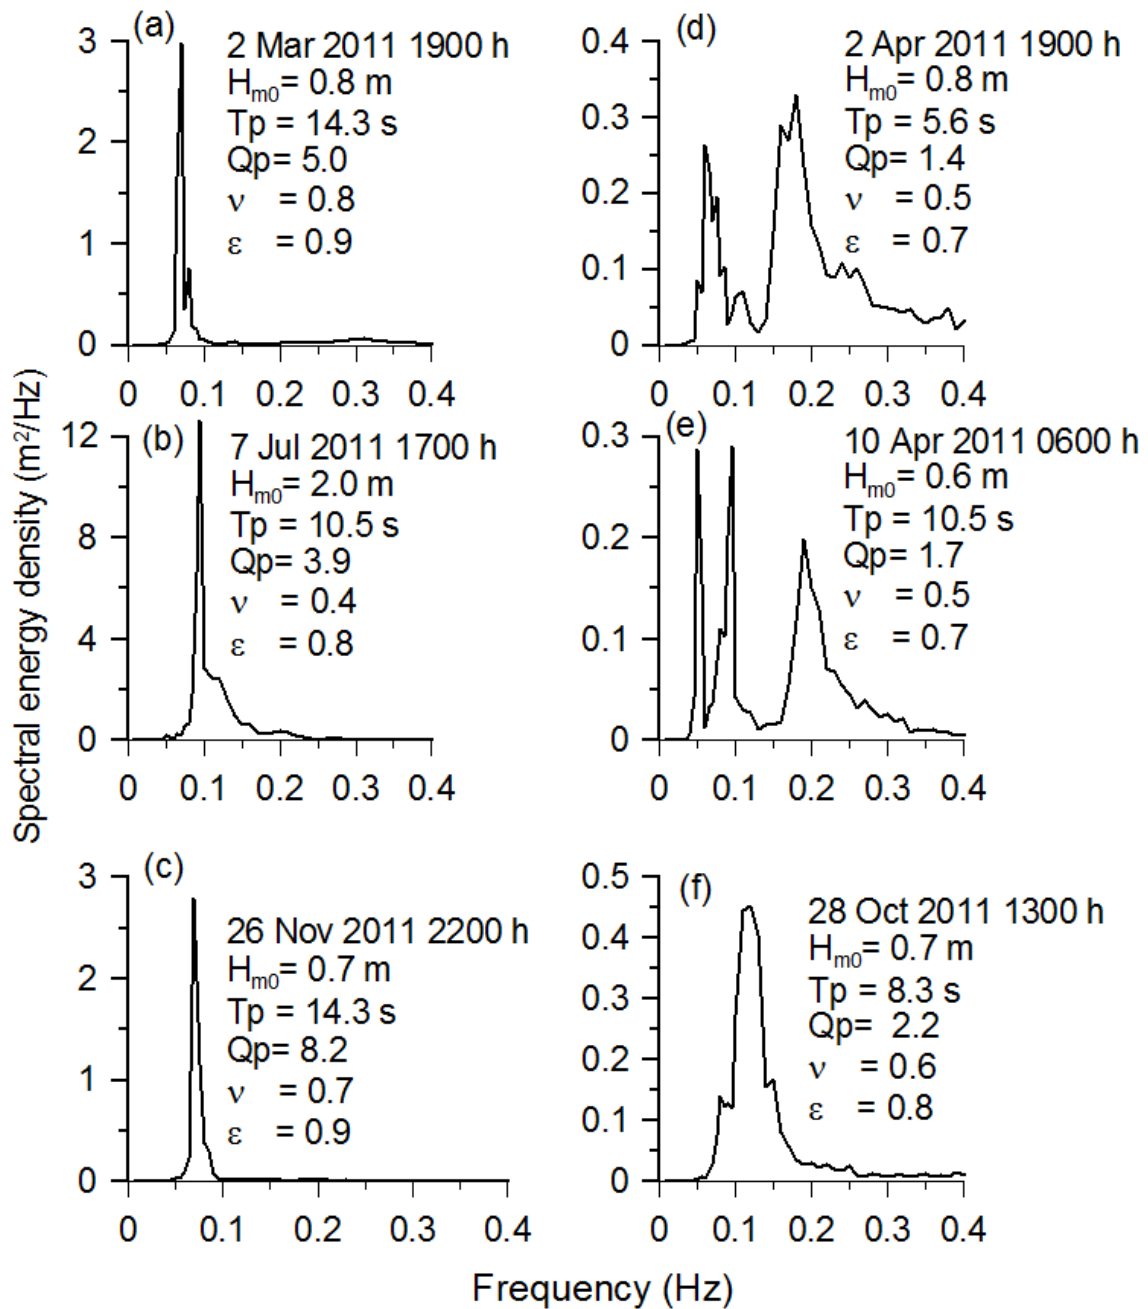 (a)
2 Mar 2011 1900 h
Hm0= 0.8 m
Tp = 14.3 s
Qp= 5.0
ν = 0.8
ε = 0.9
3
2
1
0
0 0.1 0.2 0.3 0.4
(d)
2 Apr 2011 1900 h
Hm0= 0.8 m
Tp = 5.6 s
Qp= 1.4
ν = 0.5
ε = 0.7
0.4
0.3
0.2
0.1
0
0 0.1 0.2 0.3 0.4
Spectral energy density (m²/Hz)
(b)
7 Jul 2011 1700 h
Hm0= 2.0 m
Tp = 10.5 s
Qp= 3.9
ν = 0.4
ε = 0.8
12
8
4
0
0 0.1 0.2 0.3 0.4
(e)
10 Apr 2011 0600 h
Hm0= 0.6 m
Tp = 10.5 s
Qp= 1.7
ν = 0.5
ε = 0.7
0.3
0.2
0.1
0
0 0.1 0.2 0.3 0.4
(c)
26 Nov 2011 2200 h
Hm0= 0.7 m
Tp = 14.3 s
Qp= 8.2
ν = 0.7
ε = 0.9
3
2
1
0
0 0.1 0.2 0.3 0.4
(f)
28 Oct 2011 1300 h
Hm0= 0.7 m
Tp = 8.3 s
Qp= 2.2
ν = 0.6
ε = 0.8
0.5
0.4
0.3
0.2
0.1
0
0 0.1 0.2 0.3 0.4
Frequency (Hz)